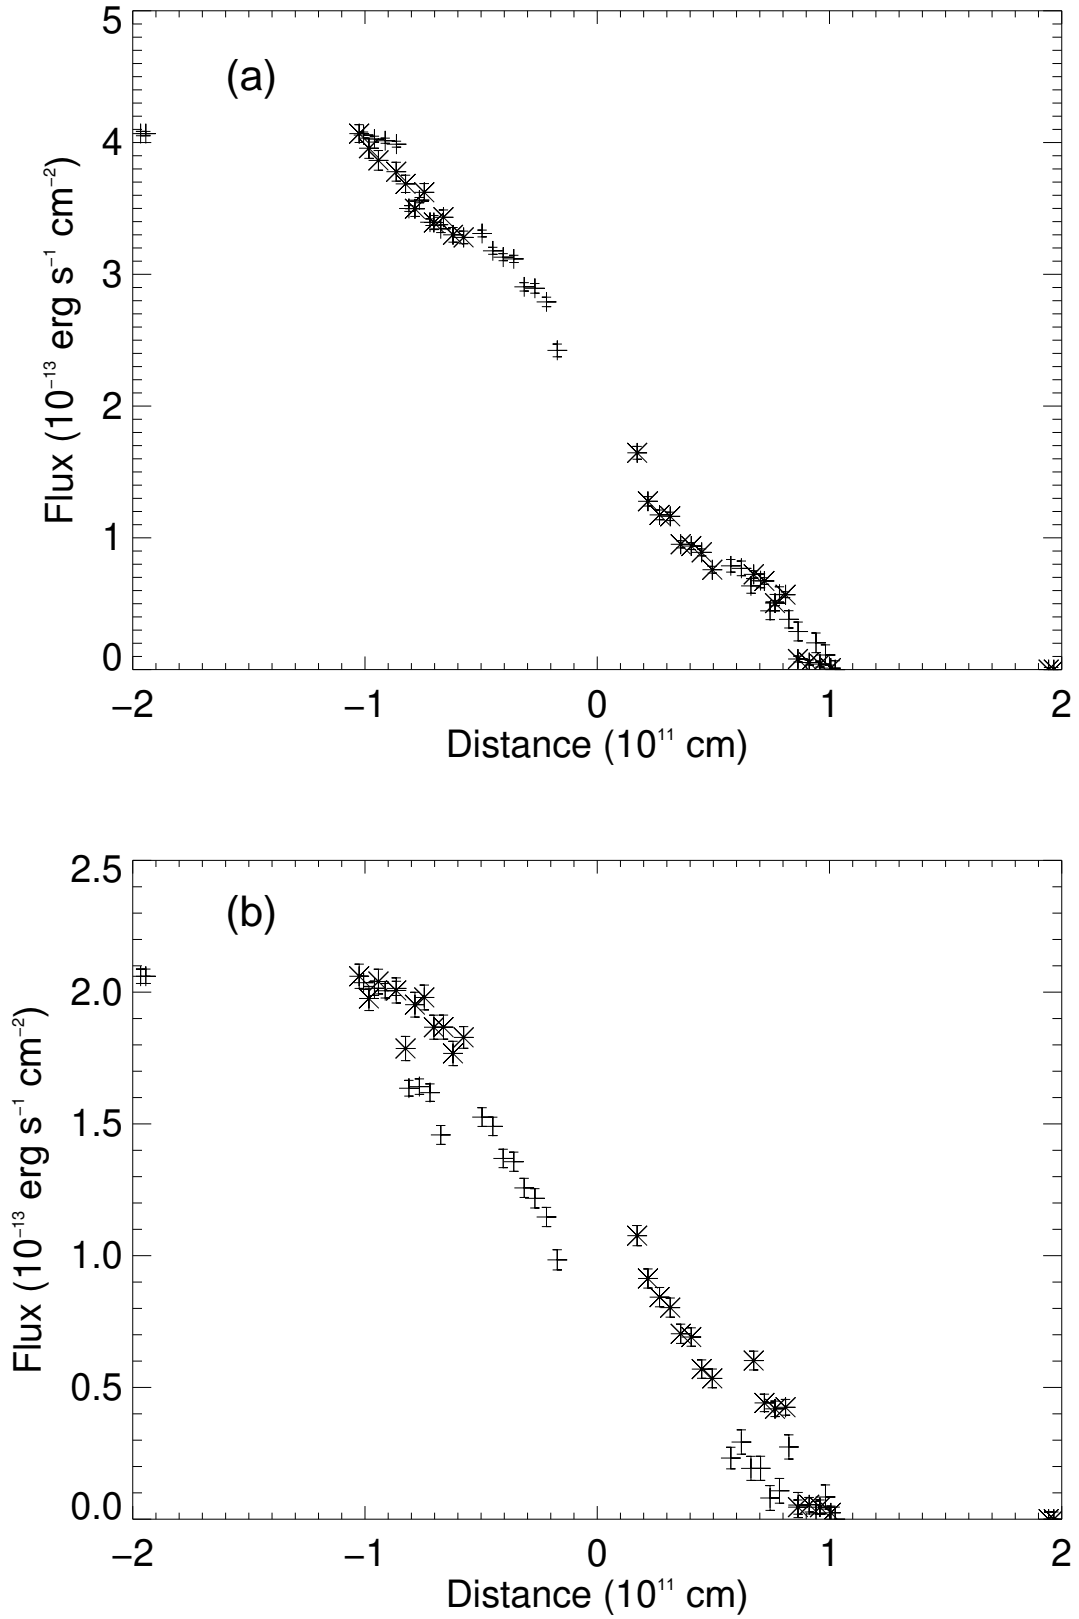 (a)
5
4
3
2
1
0
Flux (10⁻¹³ erg s⁻¹ cm⁻²)
−2 −1 0 1 2
Distance (10¹¹ cm)
(b)
2.5
2.0
1.5
1.0
0.5
0.0
Flux (10⁻¹³ erg s⁻¹ cm⁻²)
−2 −1 0 1 2
Distance (10¹¹ cm)